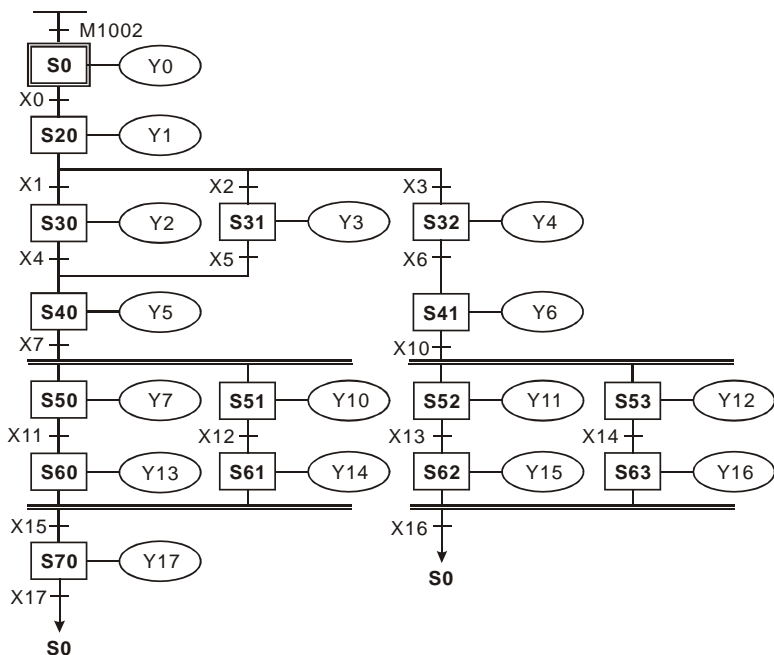 M1002
S0 Y0
X0
S20 Y1
X1 X2 X3
S30 Y2 S31 Y3 S32 Y4
X4 X5 X6
S40 Y5 S41 Y6
X7 X10
S50 Y7 S51 Y10 S52 Y11 S53 Y12
X11 X12 X13 X14
S60 Y13 S61 Y14 S62 Y15 S63 Y16
X15 X16
S70 Y17 S0
X17
S0